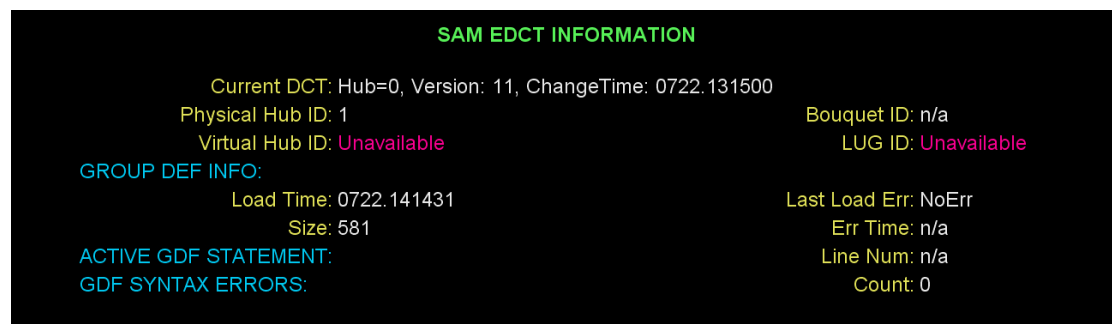 SAM EDCT INFORMATION
Current DCT: Hub=0, Version: 11, ChangeTime: 0722.131500
Physical Hub ID: 1 Bouquet ID: n/a
Virtual Hub ID: Unavailable LUG ID: Unavailable
GROUP DEF INFO:
Load Time: 0722.141431 Last Load Err: NoErr
Size: 581 Err Time: n/a
ACTIVE GDF STATEMENT: Line Num: n/a
GDF SYNTAX ERRORS: Count: 0